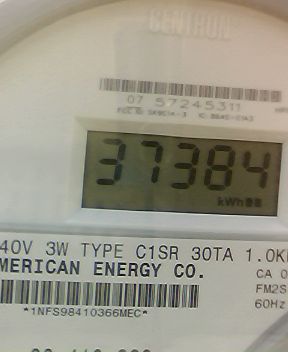 CENTRON
07 57245311
37384
kWh
40V 3W TYPE C1SR 30TA 1.0K
MERICAN ENERGY CO.
CA 0
FM2S
60Hz
*1NFS98410366MEC*